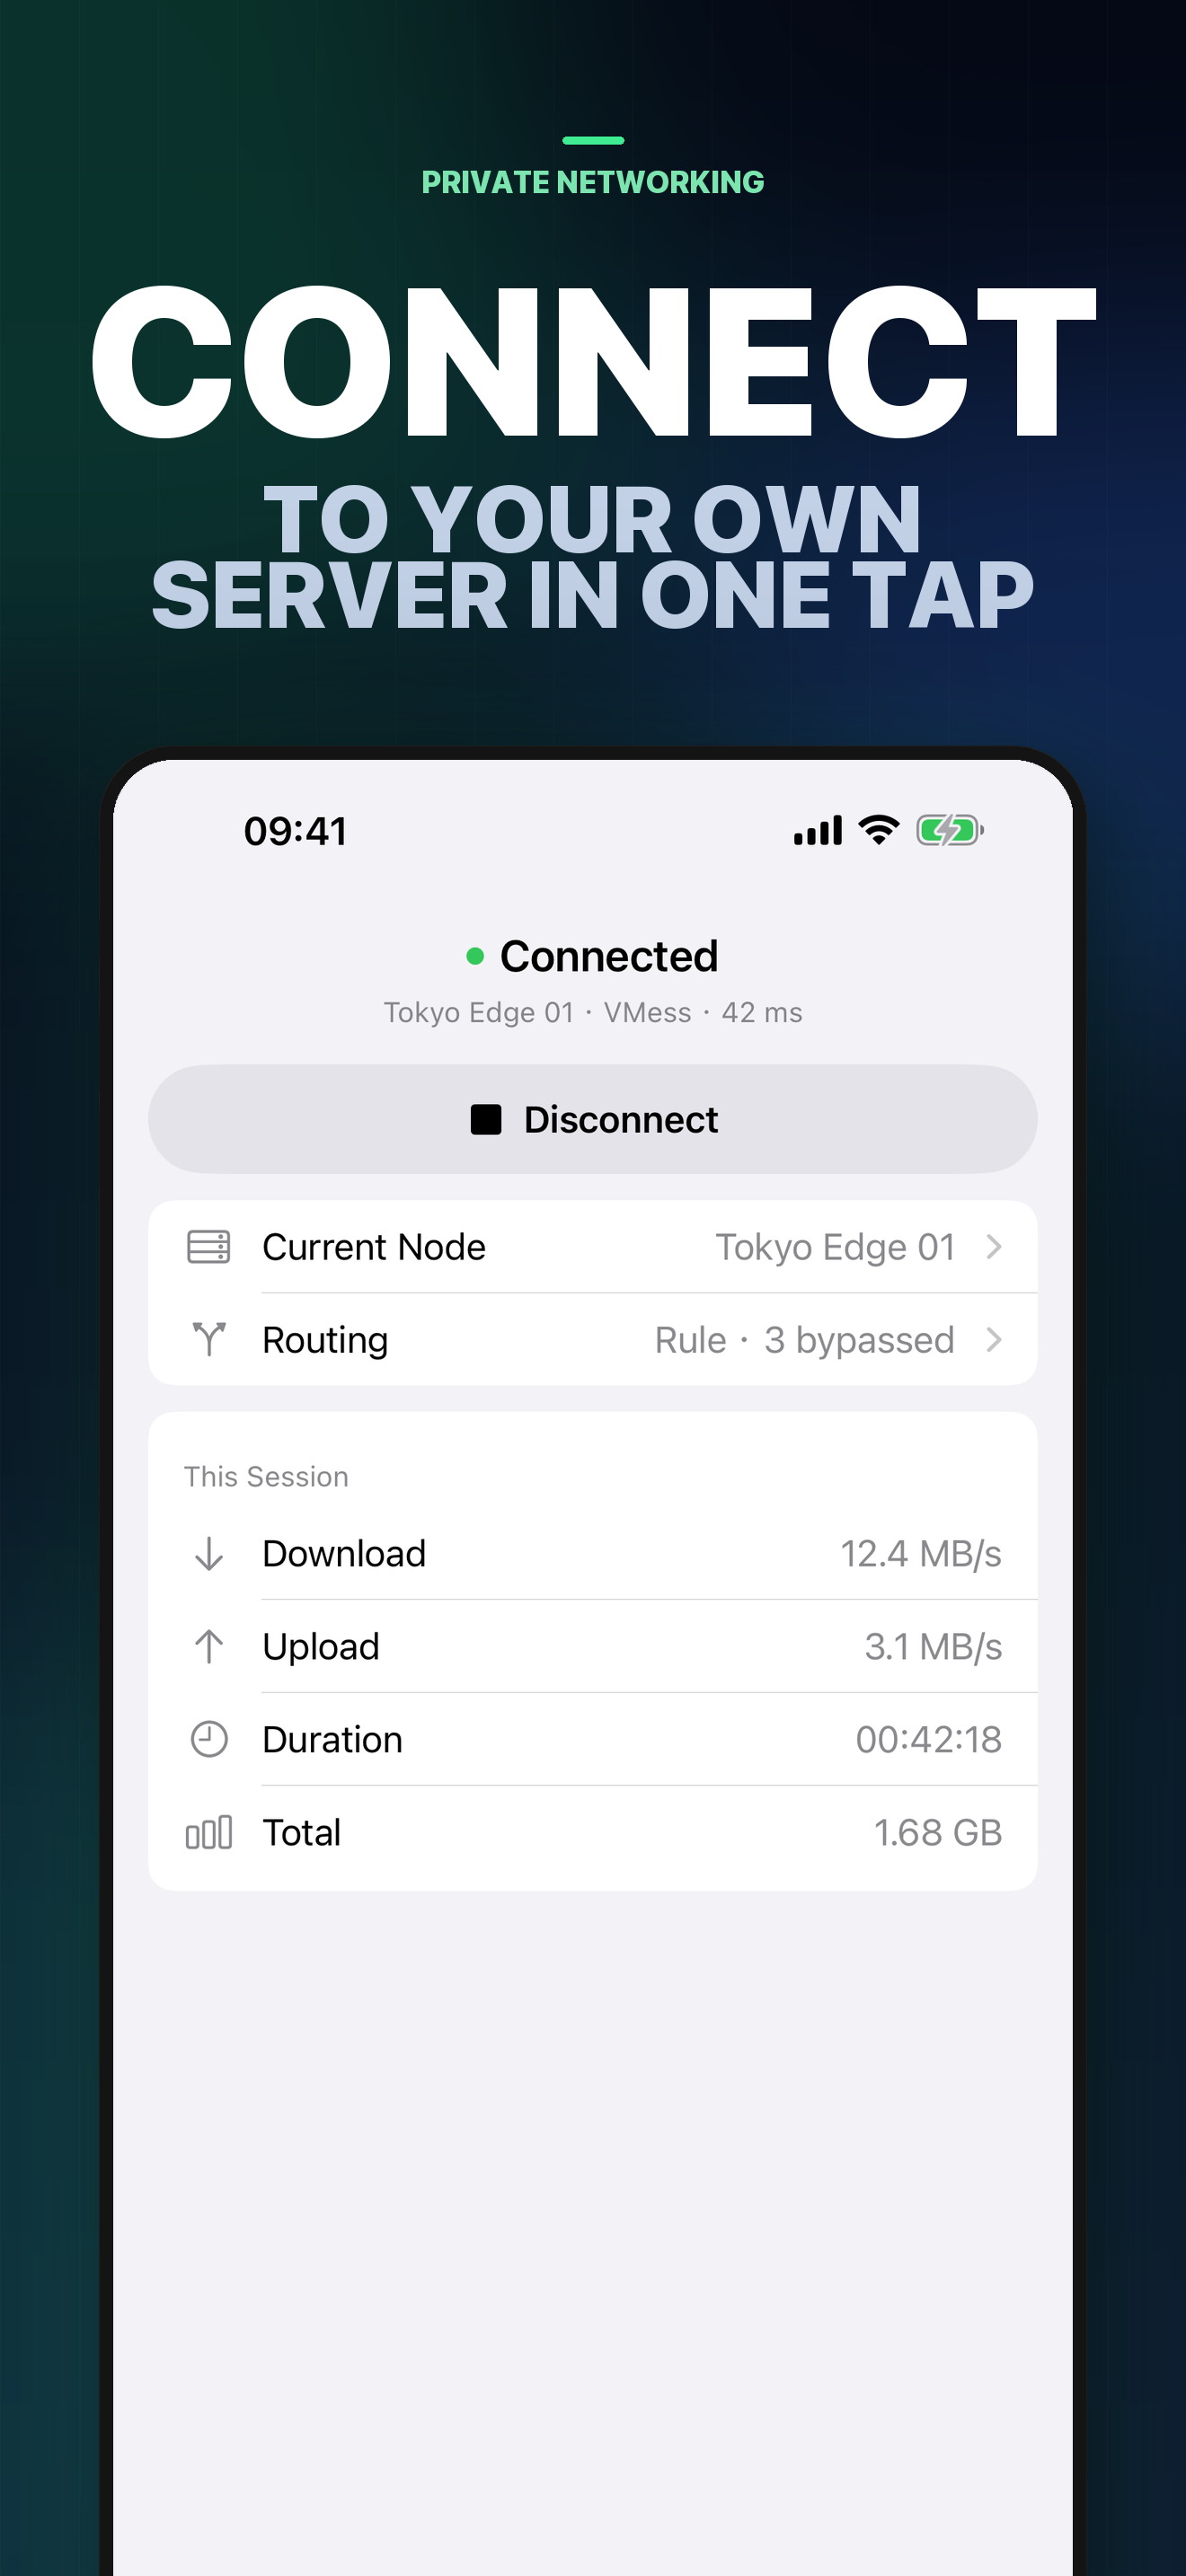 PRIVATE NETWORKING
CONNECT
TO YOUR OWN
SERVER IN ONE TAP
09:41
Connected
Tokyo Edge 01 · VMess · 42 ms
Disconnect
Current Node Tokyo Edge 01
Routing Rule · 3 bypassed
This Session
Download 12.4 MB/s
Upload 3.1 MB/s
Duration 00:42:18
Total 1.68 GB